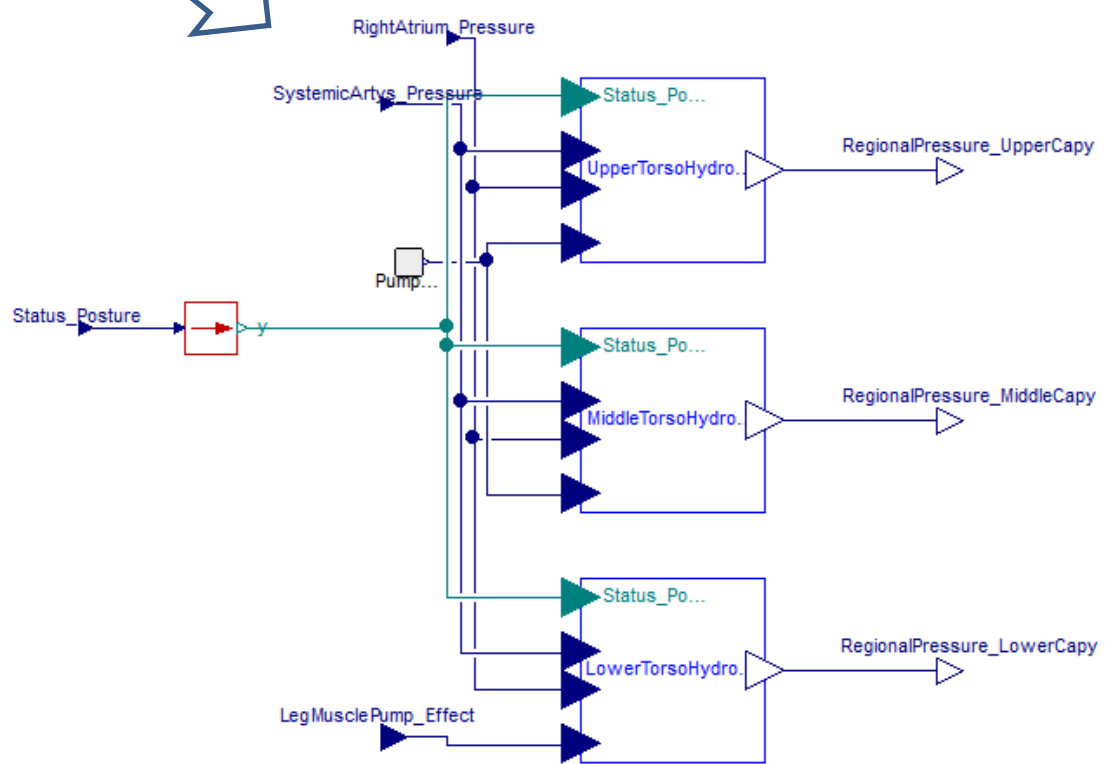 RightAtrium_Pressure
SystemicArtys_Pressure
Status_Po...
UpperTorsoHydro..
RegionalPressure_UpperCapy
Pump...
Status_Posture
y
Status_Po...
MiddleTorsoHydro.
RegionalPressure_MiddleCapy
Status_Po...
LowerTorsoHydro.
RegionalPressure_LowerCapy
LegMusclePump_Effect